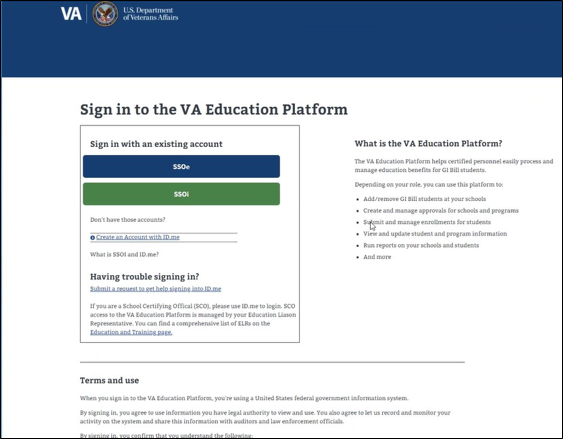 VA
U.S. Department
of Veterans Affairs
Sign in to the VA Education Platform
Sign in with an existing account
SSOe
SSOi
Don't have those accounts?
Create an Account with ID.me
What is SSOI and ID.me?
Having trouble signing in?
Submit a request to get help signing into ID.me
If you are a School Certifying Offical (SCO), please use ID.me to login. SCO
access to the VA Education Platform is managed by your Education Liason
Representative. You can find a comprehensive list of ELRs on the
Education and Training page.
What is the VA Education Platform?
The VA Education Platform helps certified personnel easily process and
manage education benefits for GI Bill students.
Depending on your role, you can use this platform to:
• Add/remove GI Bill students at your schools
• Create and manage approvals for schools and programs
• Submit and manage enrollments for students
• View and update student and program information
• Run reports on your schools and students
• And more
Terms and use
When you sign in to the VA Education Platform, you're using a United States federal government information system.
By signing in, you agree to use information you have legal authority to view and use. You also agree to let us record and monitor your
activity on the system and share this information with auditors and law enforcement officials.
By signing in, you confirm that you understand the following: